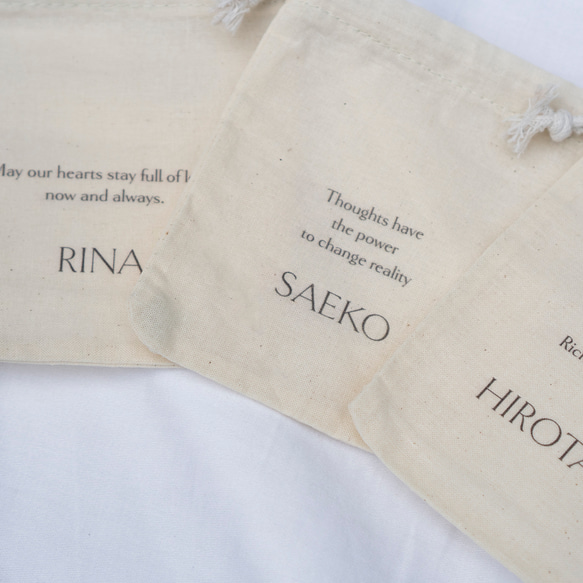 May our hearts stay full of
now and always.
RINA
Thoughts have
the power
to change reality
SAEKO
HIROTA